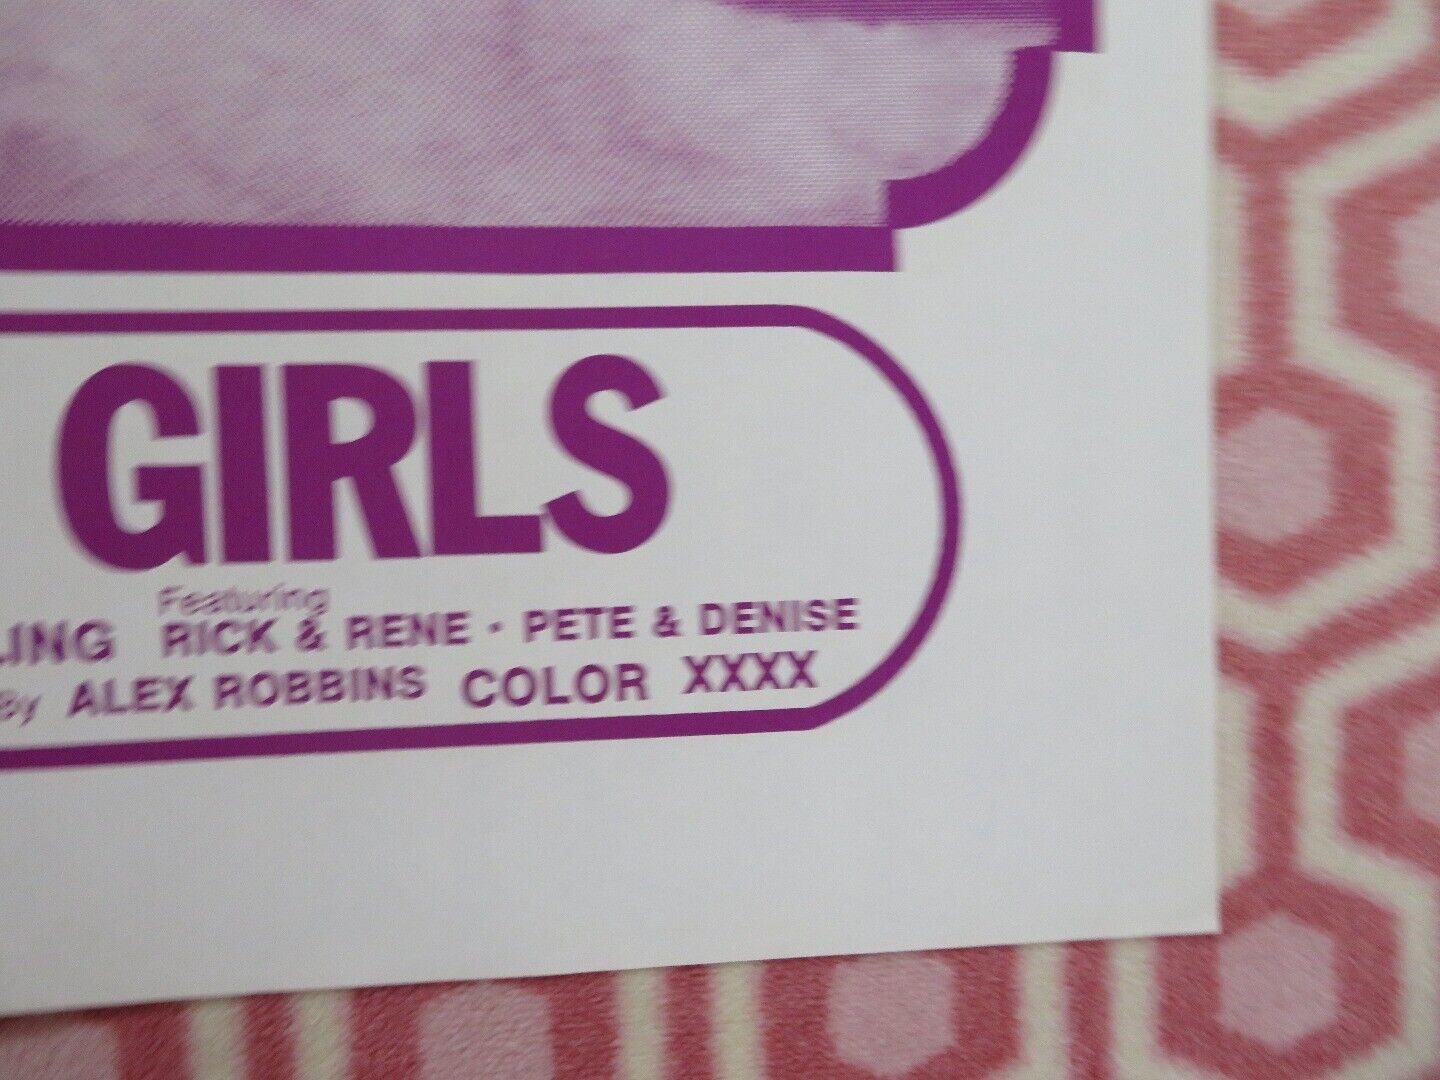 GIRLS
Featuring
LING RICK & RENE • PETE & DENISE
By ALEX ROBBINS COLOR XXXX